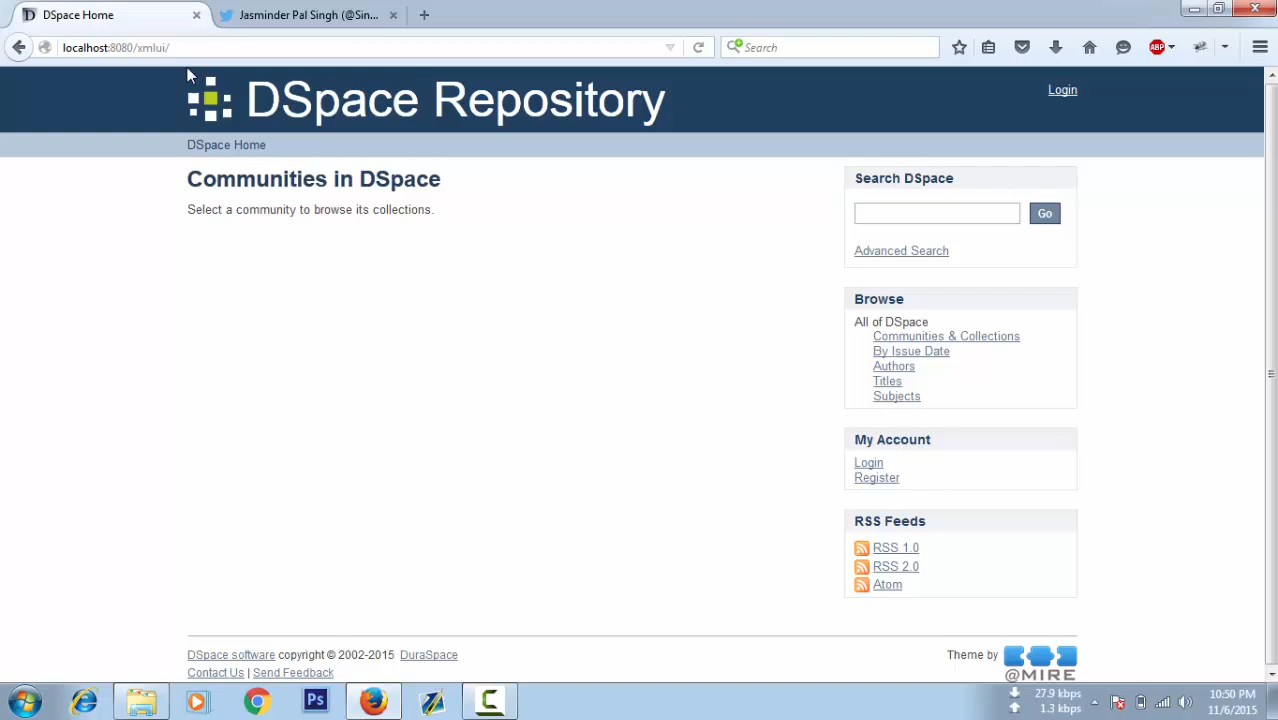 DSpace Home
Jasminder Pal Singh (@Sin...
localhost:8080/xmlui/
Search
ABP
DSpace Repository
Login
DSpace Home
Communities in DSpace
Select a community to browse its collections.
Search DSpace
Go
Advanced Search
Browse
All of DSpace
Communities & Collections
By Issue Date
Authors
Titles
Subjects
My Account
Login
Register
RSS Feeds
RSS 1.0
RSS 2.0
Atom
DSpace software copyright © 2002-2015 DuraSpace
Contact Us | Send Feedback
Theme by
@MIRE
Ps
27.9 kbps
1.3 kbps
10:50 PM
11/6/2015